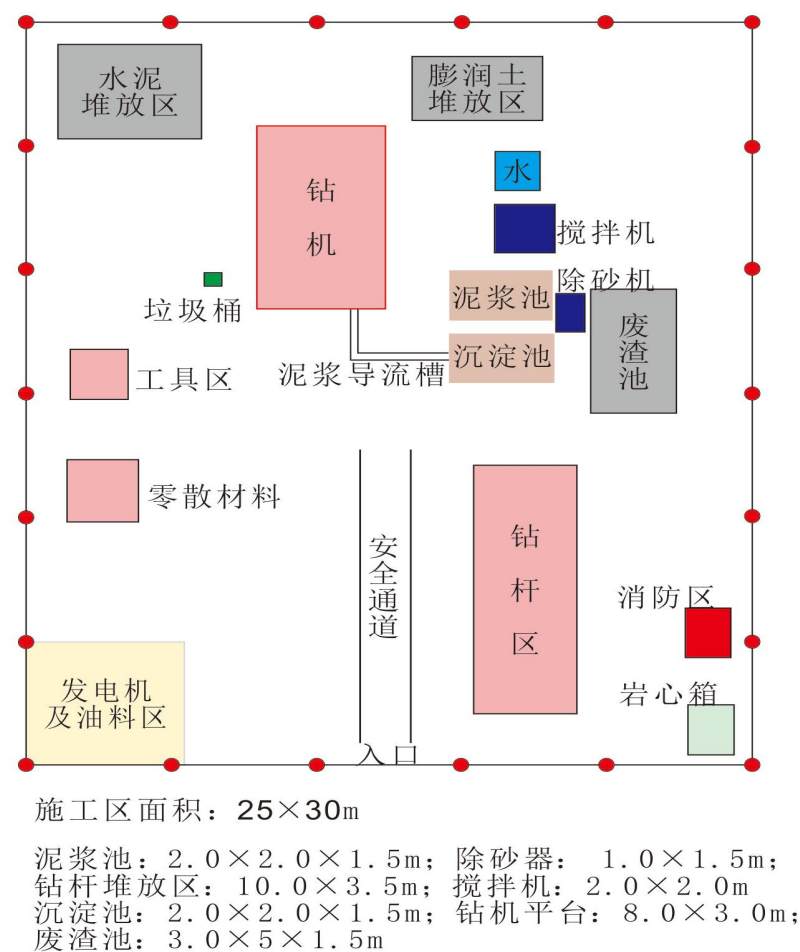 水泥
堆放区
膨润土
堆放区
水
钻
机
搅拌机
除砂机
泥浆池
垃圾桶
废
渣
池
沉淀池
泥浆导流槽
工具区
零散材料
安
全
通
道
钻
杆
区
消防区
岩心箱
发电机
及油料区
入口
施工区面积：25×30m
泥浆池：2.0×2.0×1.5m；除砂器： 1.0×1.5m；
钻杆堆放区：10.0×3.5m；搅拌机：2.0×2.0m
沉淀池：2.0×2.0×1.5m；钻机平台：8.0×3.0m；
废渣池：3.0×5×1.5m